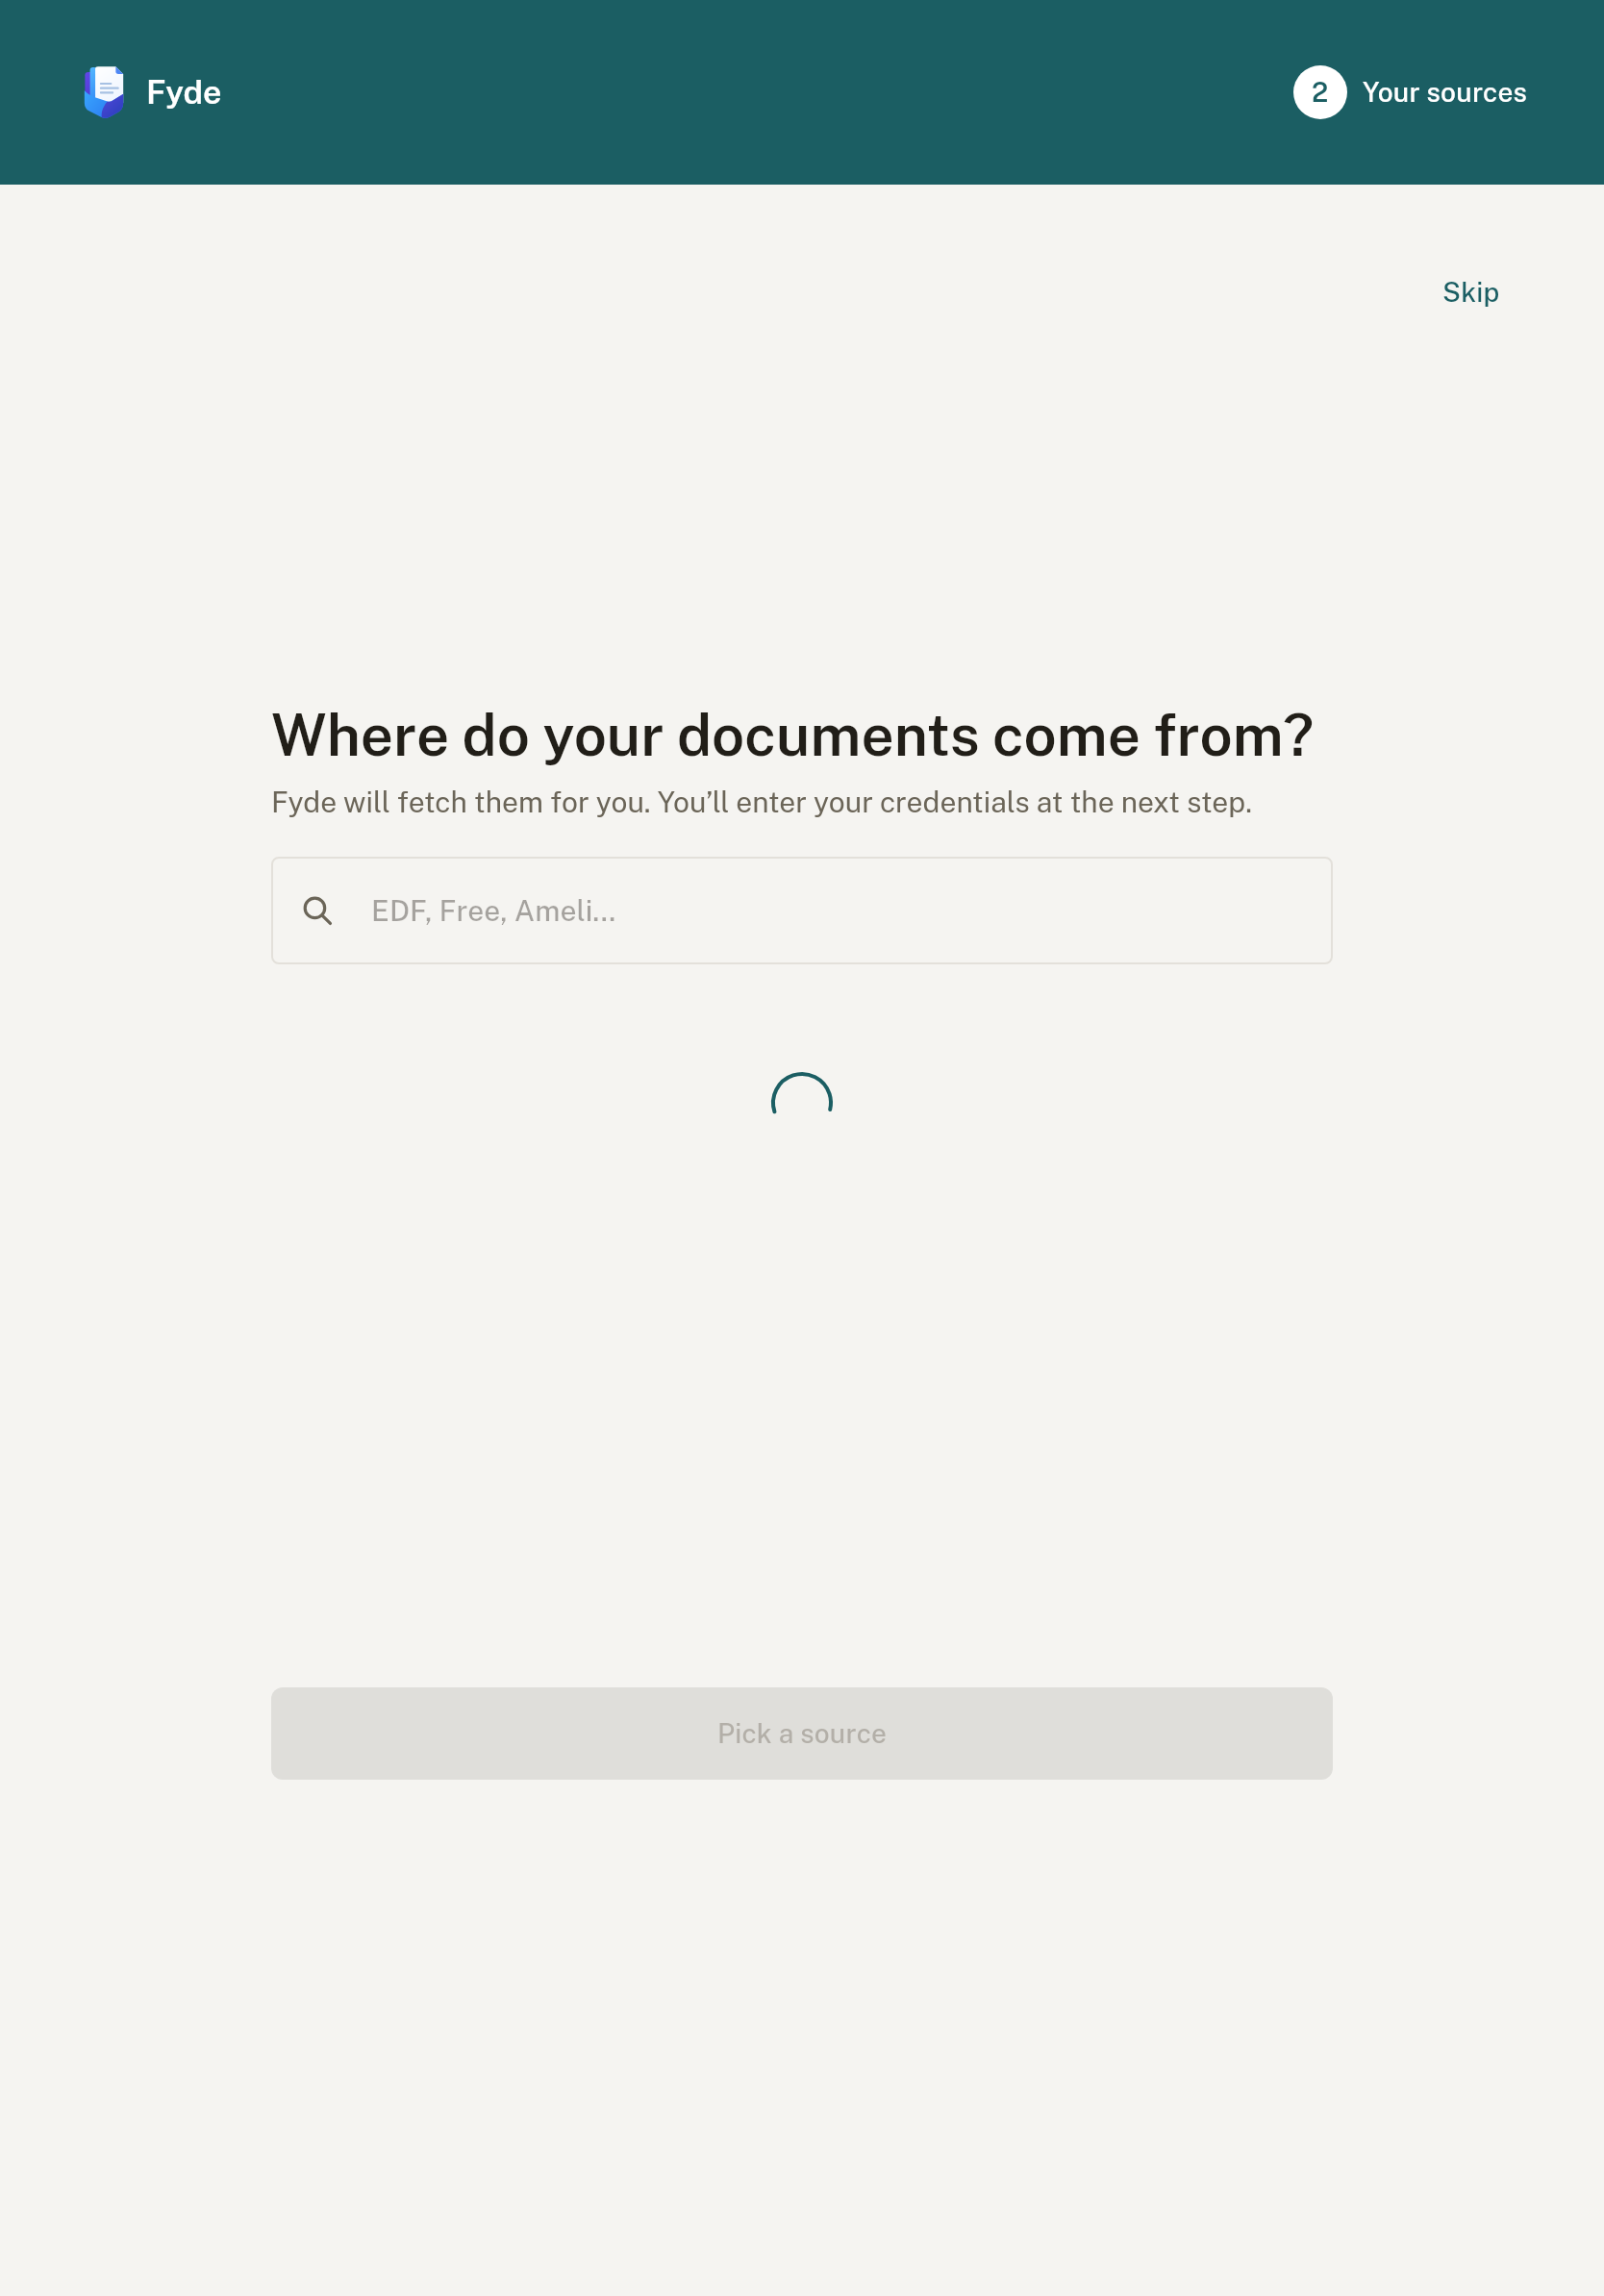 Fyde
2 Your sources
Skip
Where do your documents come from?
Fyde will fetch them for you. You’ll enter your credentials at the next step.
EDF, Free, Ameli...
Pick a source